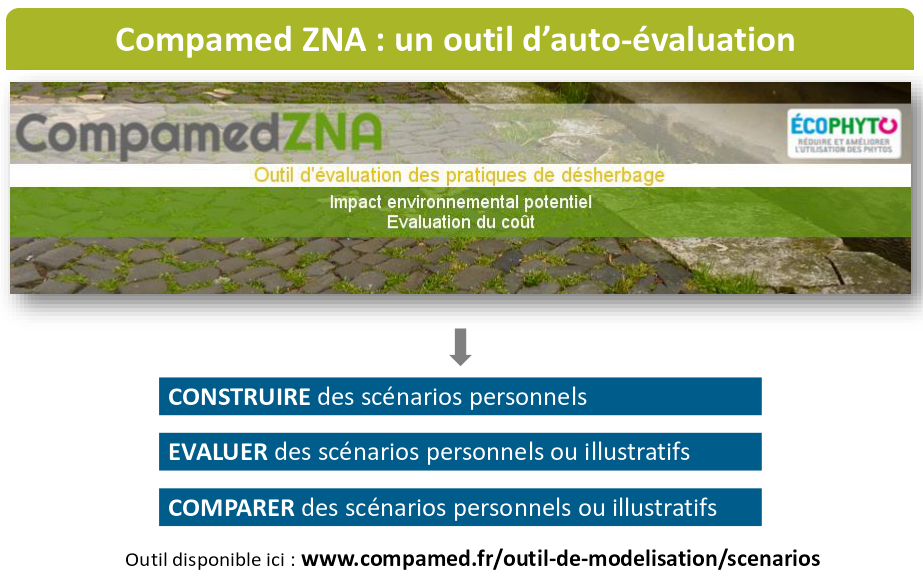 Compamed ZNA : un outil d’auto-évaluation
CompamedZNA
ÉCOPHYTO
RÉDUIRE ET AMÉLIORER
L'UTILISATION DES PHYTOS
Outil d'évaluation des pratiques de désherbage
Impact environnemental potentiel
Evaluation du coût
CONSTRUIRE des scénarios personnels
EVALUER des scénarios personnels ou illustratifs
COMPARER des scénarios personnels ou illustratifs
Outil disponible ici : www.compamed.fr/outil-de-modelisation/scenarios